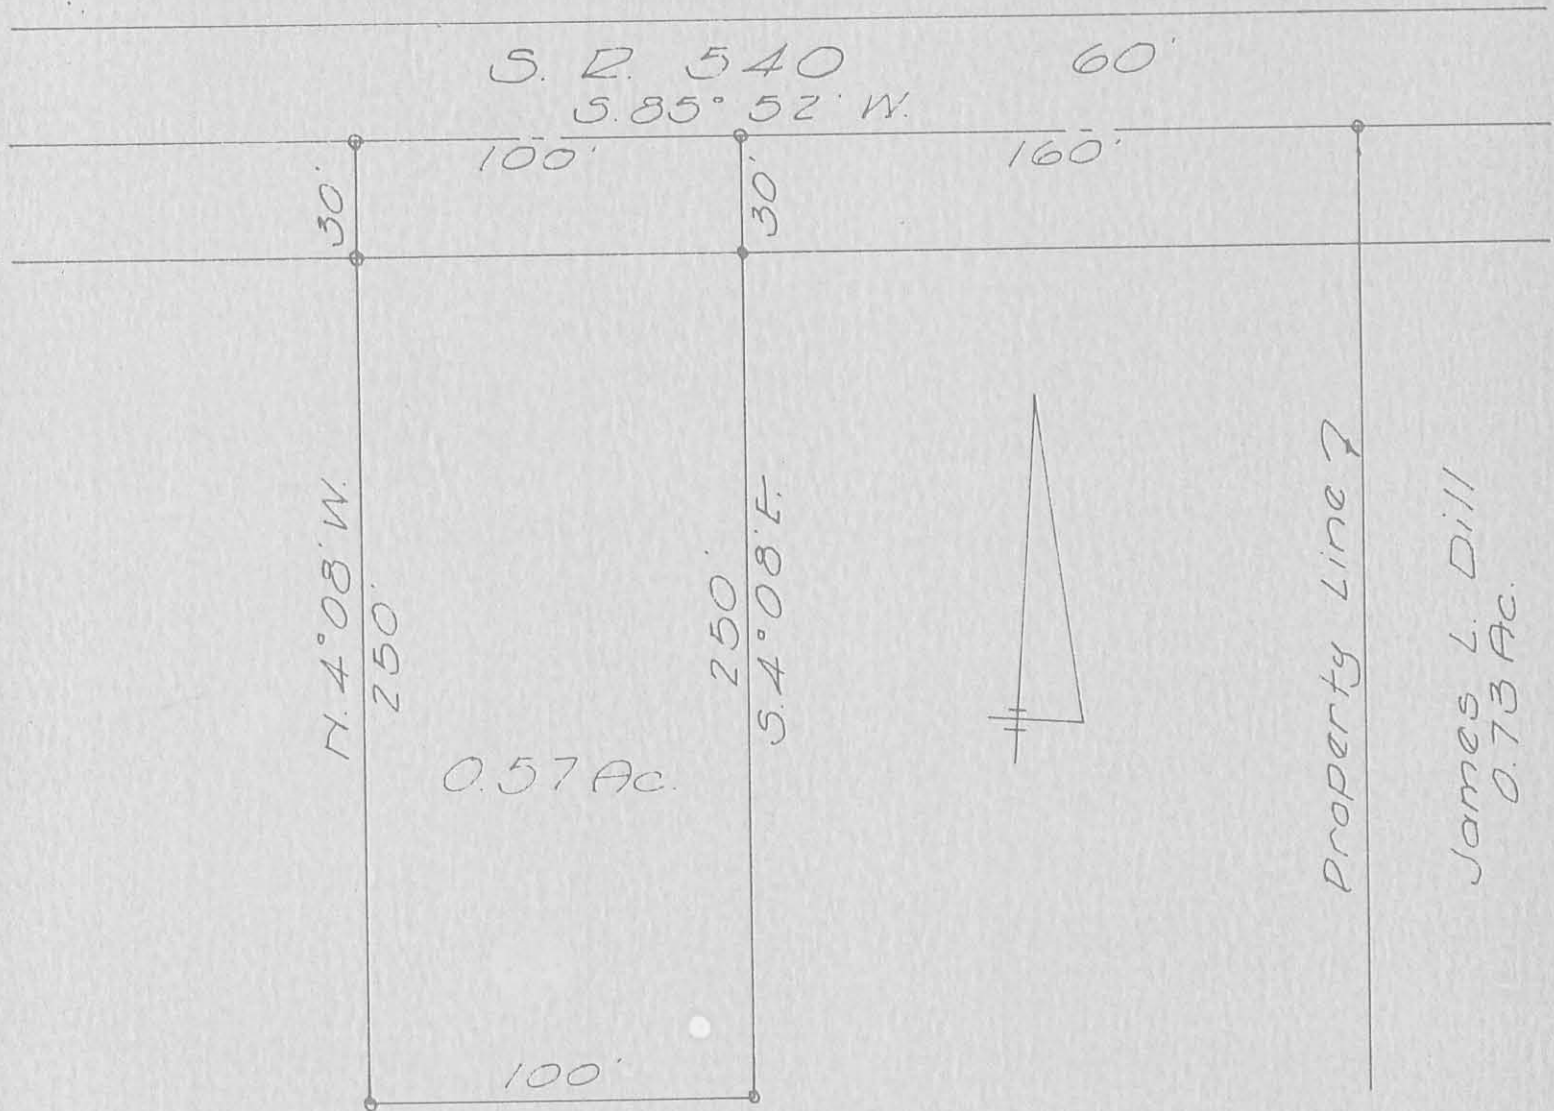 S. R. 540 60'
S. 85° 52' W.
100'
160'
30'
30'
N. 4° 08' W.
250'
250'
S. 4° 08' E.
0.57 Ac.
100'
Property Line ?
James L. Dill
0.73 Ac.